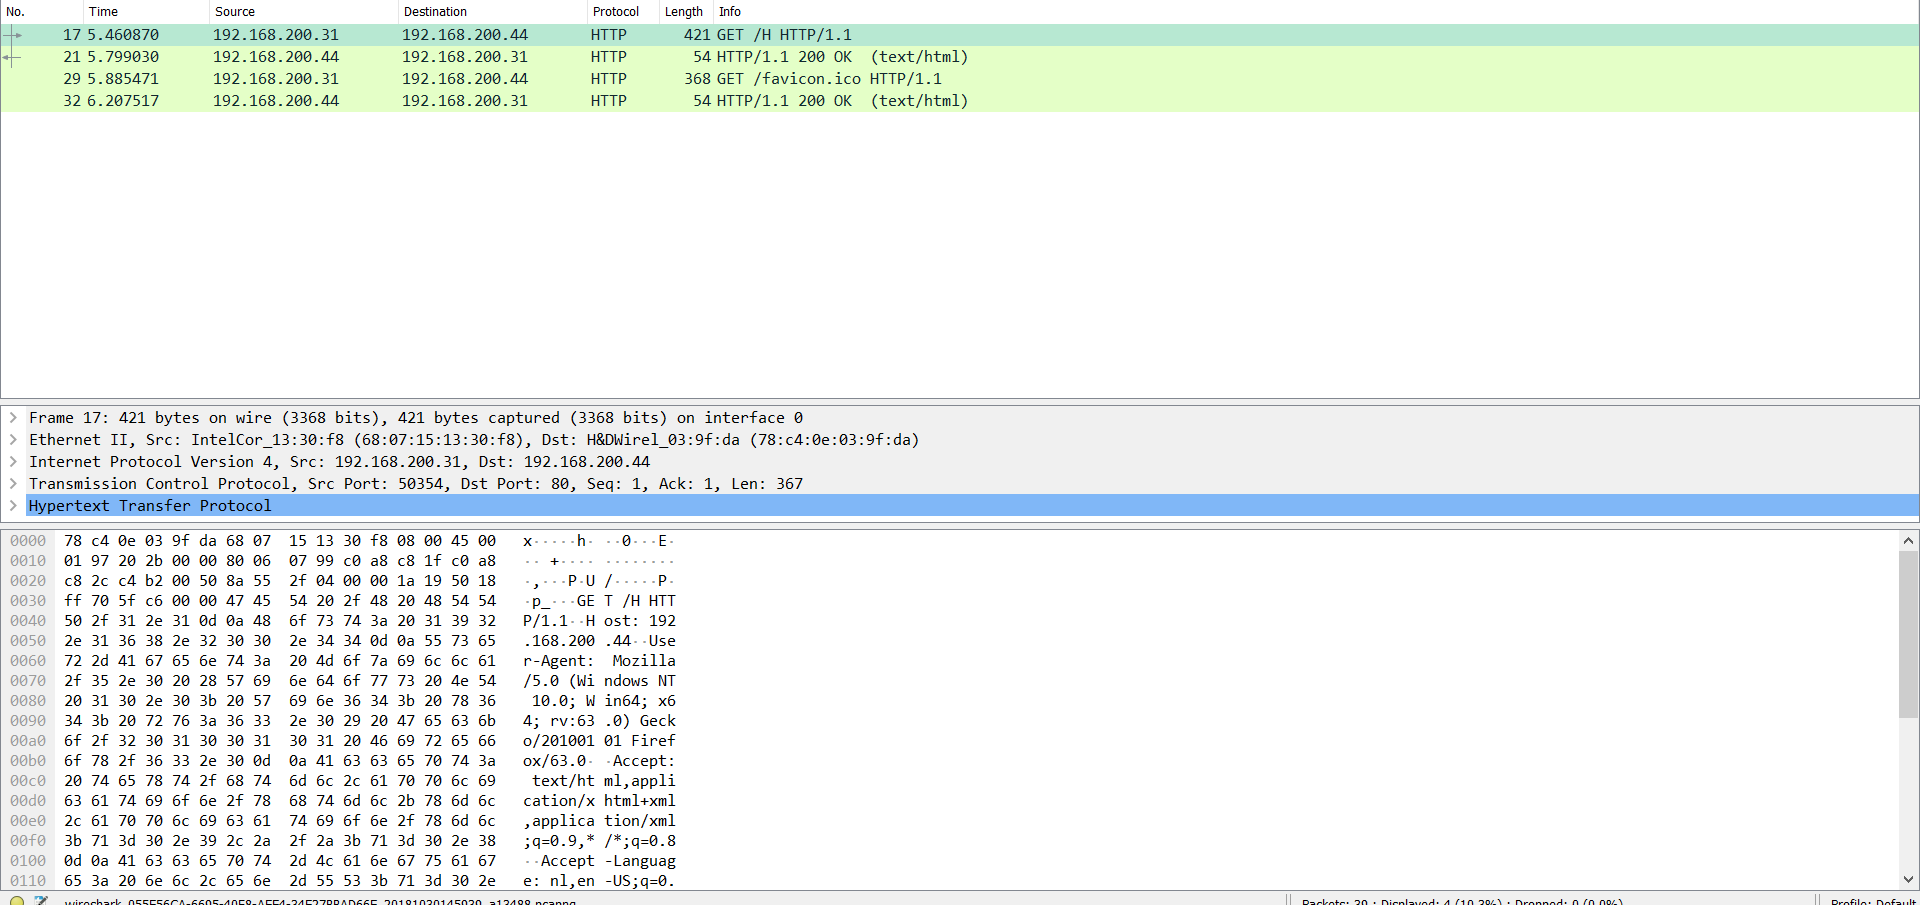 No. Time Source Destination Protocol Length Info
17 5.460870 192.168.200.31 192.168.200.44 HTTP 421 GET /H HTTP/1.1
21 5.799030 192.168.200.44 192.168.200.31 HTTP 54 HTTP/1.1 200 OK (text/html)
29 5.885471 192.168.200.31 192.168.200.44 HTTP 368 GET /favicon.ico HTTP/1.1
32 6.207517 192.168.200.44 192.168.200.31 HTTP 54 HTTP/1.1 200 OK (text/html)
Frame 17: 421 bytes on wire (3368 bits), 421 bytes captured (3368 bits) on interface 0
Ethernet II, Src: IntelCor_13:30:f8 (68:07:15:13:30:f8), Dst: H&DWirel_03:9f:da (78:c4:0e:03:9f:da)
Internet Protocol Version 4, Src: 192.168.200.31, Dst: 192.168.200.44
Transmission Control Protocol, Src Port: 50354, Dst Port: 80, Seq: 1, Ack: 1, Len: 367
Hypertext Transfer Protocol
0000 78 c4 0e 03 9f da 68 07 15 13 30 f8 08 00 45 00 x·····h· ··0···E·
0010 01 97 20 2b 00 00 80 06 07 99 c0 a8 c8 1f c0 a8 ·· +···· ········
0020 c8 2c c4 b2 00 50 8a 55 2f 04 00 00 1a 19 50 18 ·,···P·U /·····P·
0030 ff 70 5f c6 00 00 47 45 54 20 2f 48 20 48 54 54 ·p_···GE T /H HTT
0040 50 2f 31 2e 31 0d 0a 48 6f 73 74 3a 20 31 39 32 P/1.1··H ost: 192
0050 2e 31 36 38 2e 32 30 30 2e 34 34 0d 0a 55 73 65 .168.200 .44··Use
0060 72 2d 41 67 65 6e 74 3a 20 4d 6f 7a 69 6c 6c 61 r-Agent: Mozilla
0070 2f 35 2e 30 20 28 57 69 6e 64 6f 77 73 20 4e 54 /5.0 (Wi ndows NT
0080 20 31 30 2e 30 3b 20 57 69 6e 36 34 3b 20 78 36 10.0; W in64; x6
0090 34 3b 20 72 76 3a 36 33 2e 30 29 20 47 65 63 6b 4; rv:63 .0) Geck
00a0 6f 2f 32 30 31 30 30 31 30 31 20 46 69 72 65 66 o/201001 01 Firef
00b0 6f 78 2f 36 33 2e 30 0d 0a 41 63 63 65 70 74 3a ox/63.0· ·Accept:
00c0 20 74 65 78 74 2f 68 74 6d 6c 2c 61 70 70 6c 69 text/ht ml,appli
00d0 63 61 74 69 6f 6e 2f 78 68 74 6d 6c 2b 78 6d 6c cation/x html+xml
00e0 2c 61 70 70 6c 69 63 61 74 69 6f 6e 2f 78 6d 6c ,applica tion/xml
00f0 3b 71 3d 30 2e 39 2c 2a 2f 2a 3b 71 3d 30 2e 38 ;q=0.9,* /*;q=0.8
0100 0d 0a 41 63 63 65 70 74 2d 4c 61 6e 67 75 61 67 ··Accept -Languag
0110 65 3a 20 6e 6c 2c 65 6e 2d 55 53 3b 71 3d 30 2e e: nl,en -US;q=0.
Packets: 39 · Displayed: 4 (10.3%) · Dropped: 0 (0.0%) Profile: Default